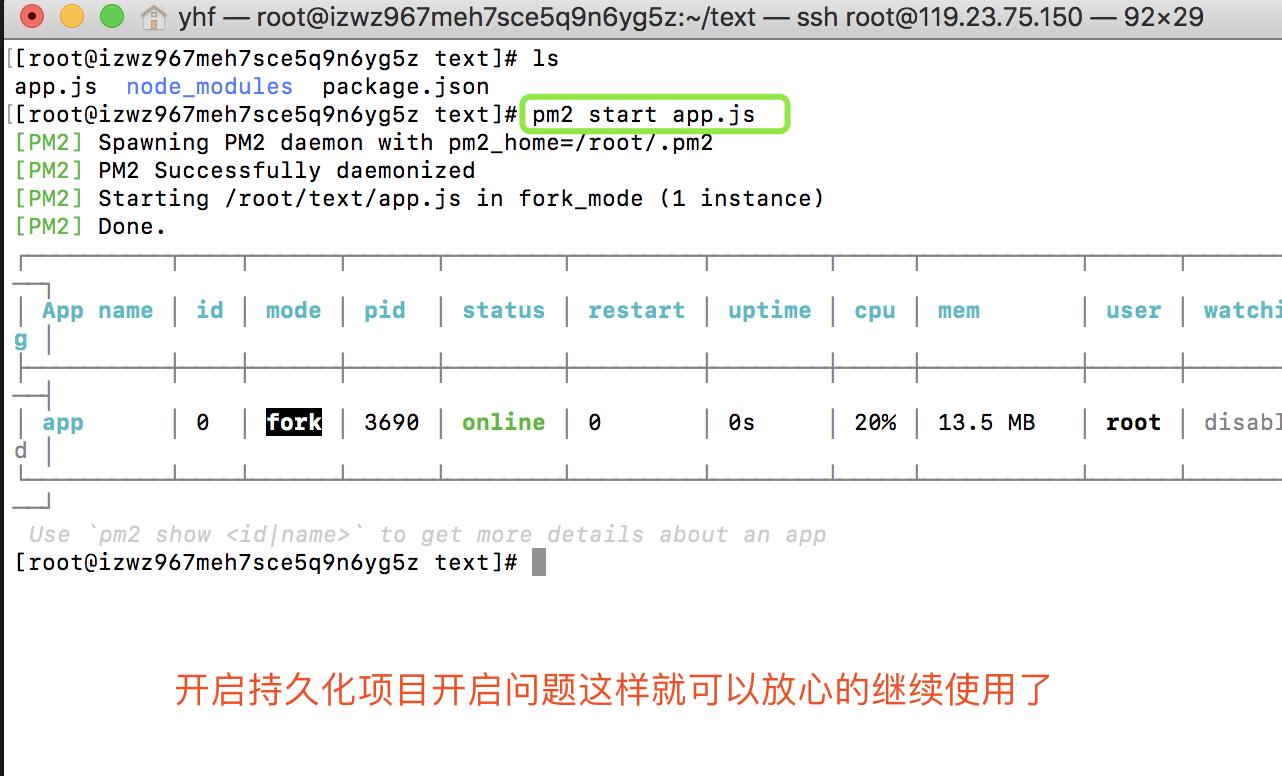 yhf — root@izwz967meh7sce5q9n6yg5z:~/text — ssh root@119.23.75.150 — 92×29
[[root@izwz967meh7sce5q9n6yg5z text]# ls
app.js  node_modules  package.json
[[root@izwz967meh7sce5q9n6yg5z text]# pm2 start app.js
[PM2] Spawning PM2 daemon with pm2_home=/root/.pm2
[PM2] PM2 Successfully daemonized
[PM2] Starting /root/text/app.js in fork_mode (1 instance)
[PM2] Done.
│ App name │ id │ mode │ pid │ status │ restart │ uptime │ cpu │ mem │ user │ watchi
g │
│ app │ 0 │ fork │ 3690 │ online │ 0 │ 0s │ 20% │ 13.5 MB │ root │ disabl
d │
Use `pm2 show <id|name>` to get more details about an app
[root@izwz967meh7sce5q9n6yg5z text]#
开启持久化项目开启问题这样就可以放心的继续使用了